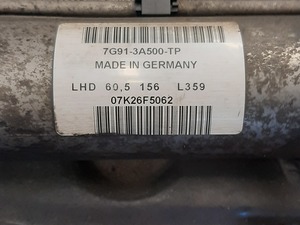 7G91-3A500-TP
MADE IN GERMANY
LHD 60,5 156 L359
07K26F5062